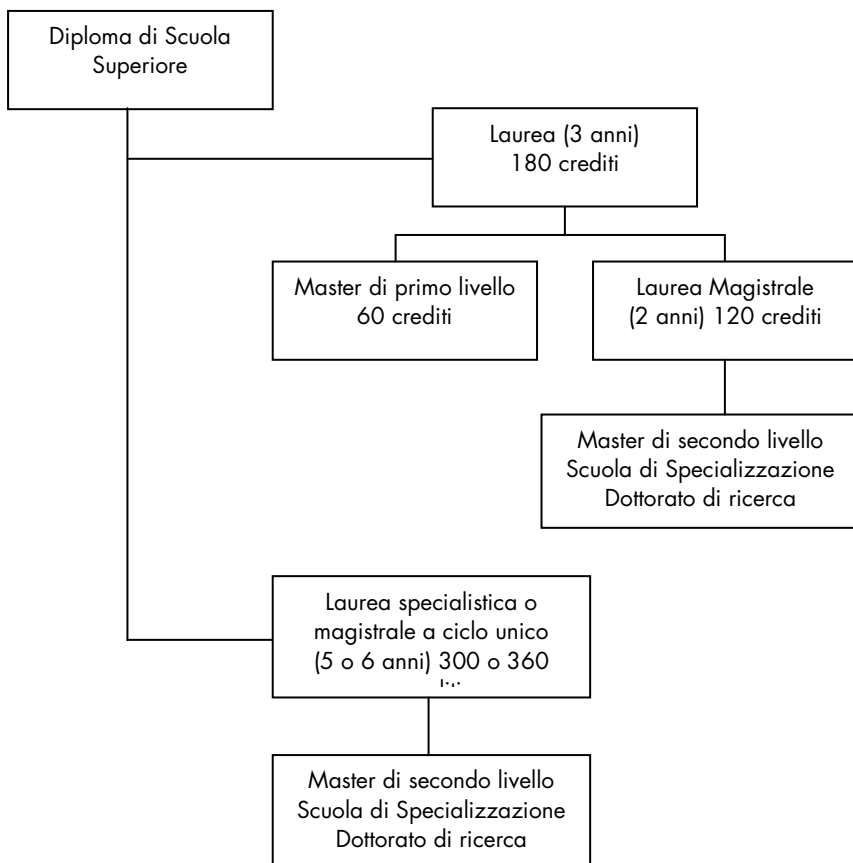 Diploma di Scuola
Superiore
Laurea (3 anni)
180 crediti
Master di primo livello
60 crediti
Laurea Magistrale
(2 anni) 120 crediti
Master di secondo livello
Scuola di Specializzazione
Dottorato di ricerca
Laurea specialistica o
magistrale a ciclo unico
(5 o 6 anni) 300 o 360
Master di secondo livello
Scuola di Specializzazione
Dottorato di ricerca